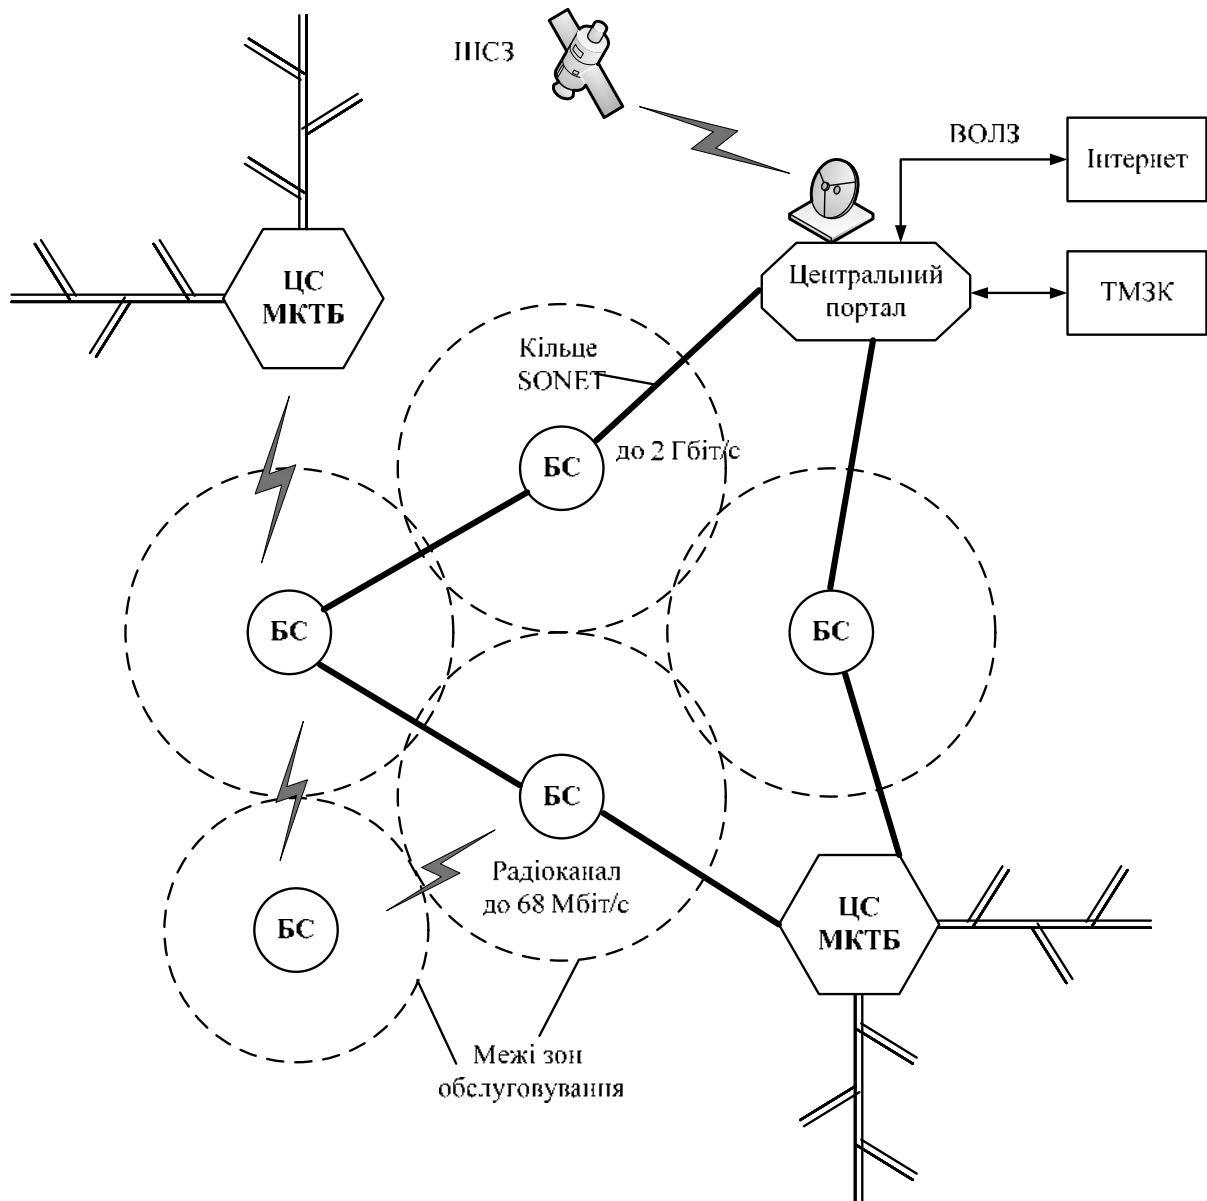 ШСЗ
ВОЛЗ
Інтернет
ЦС
МКТБ
Центральний
портал
ТМЗК
Кільце
SONET
БС
до 2 Гбіт/с
БС
БС
БС
Радіоканал
до 68 Мбіт/с
ЦС
МКТБ
БС
Межі зон
обслуговування